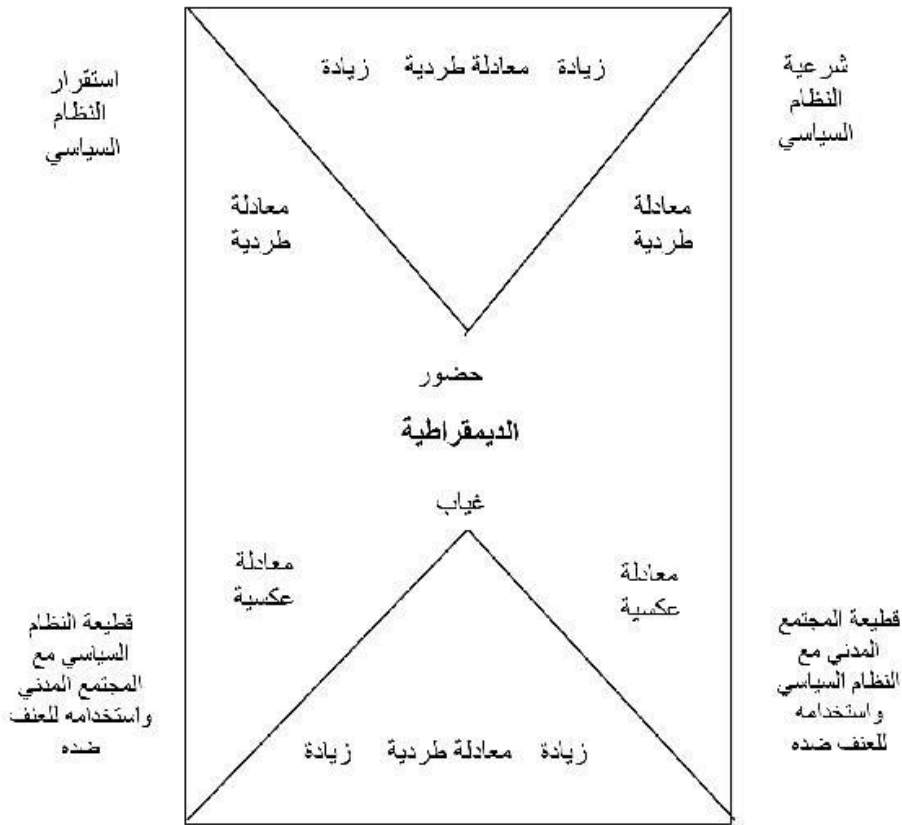 شرعية
النظام
السياسي
زيادة معادلة طردية زيادة
استقرار
النظام
السياسي
معادلة
طردية
معادلة
طردية
حضور
الديمقراطية
غياب
معادلة
عكسية
معادلة
عكسية
قطيعة المجتمع
المدني مع
النظام السياسي
واستخدامه
للعنف ضده
زيادة معادلة طردية زيادة
قطيعة النظام
السياسي مع
المجتمع المدني
واستخدامه للعنف
ضده